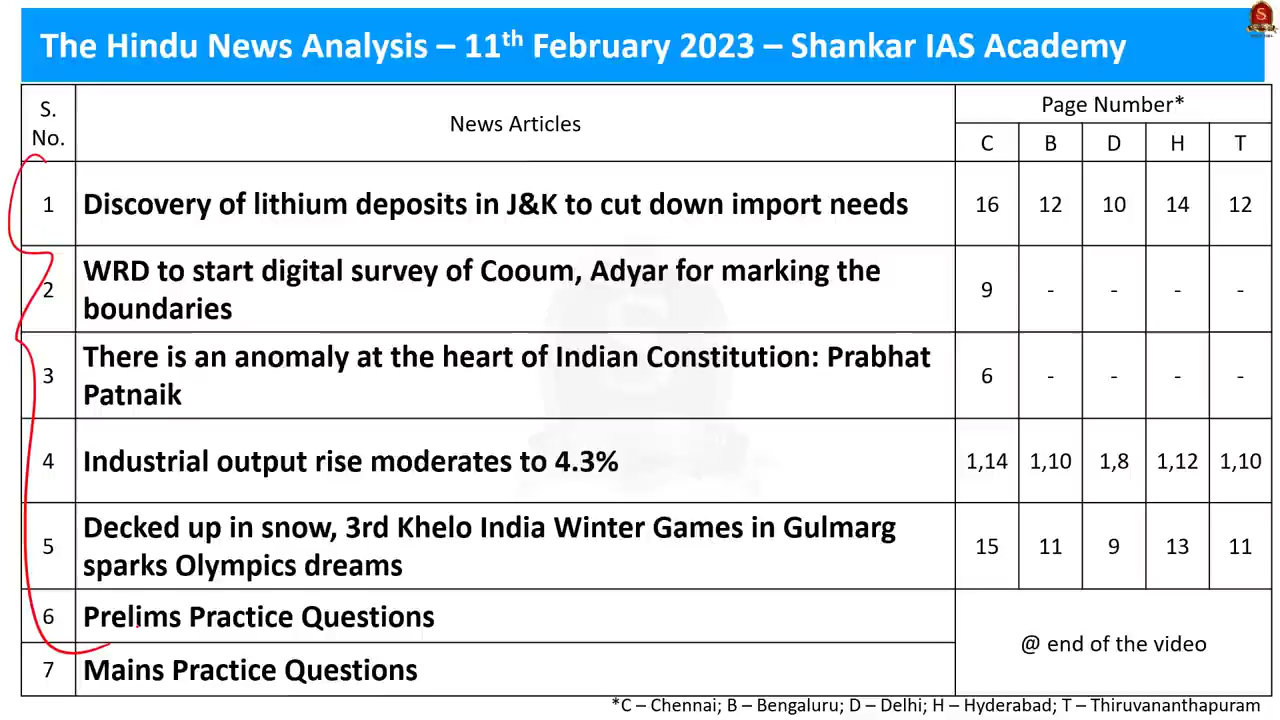 The Hindu News Analysis – 11th February 2023 – Shankar IAS Academy
S. No.
News Articles
Page Number*
C B D H T
1 Discovery of lithium deposits in J&K to cut down import needs 16 12 10 14 12
2 WRD to start digital survey of Cooum, Adyar for marking the
boundaries 9 - - - -
3 There is an anomaly at the heart of Indian Constitution: Prabhat
Patnaik 6 - - - -
4 Industrial output rise moderates to 4.3% 1,14 1,10 1,8 1,12 1,10
5 Decked up in snow, 3rd Khelo India Winter Games in Gulmarg
sparks Olympics dreams 15 11 9 13 11
6 Prelims Practice Questions
@ end of the video
7 Mains Practice Questions
*C – Chennai; B – Bengaluru; D – Delhi; H – Hyderabad; T – Thiruvananthapuram